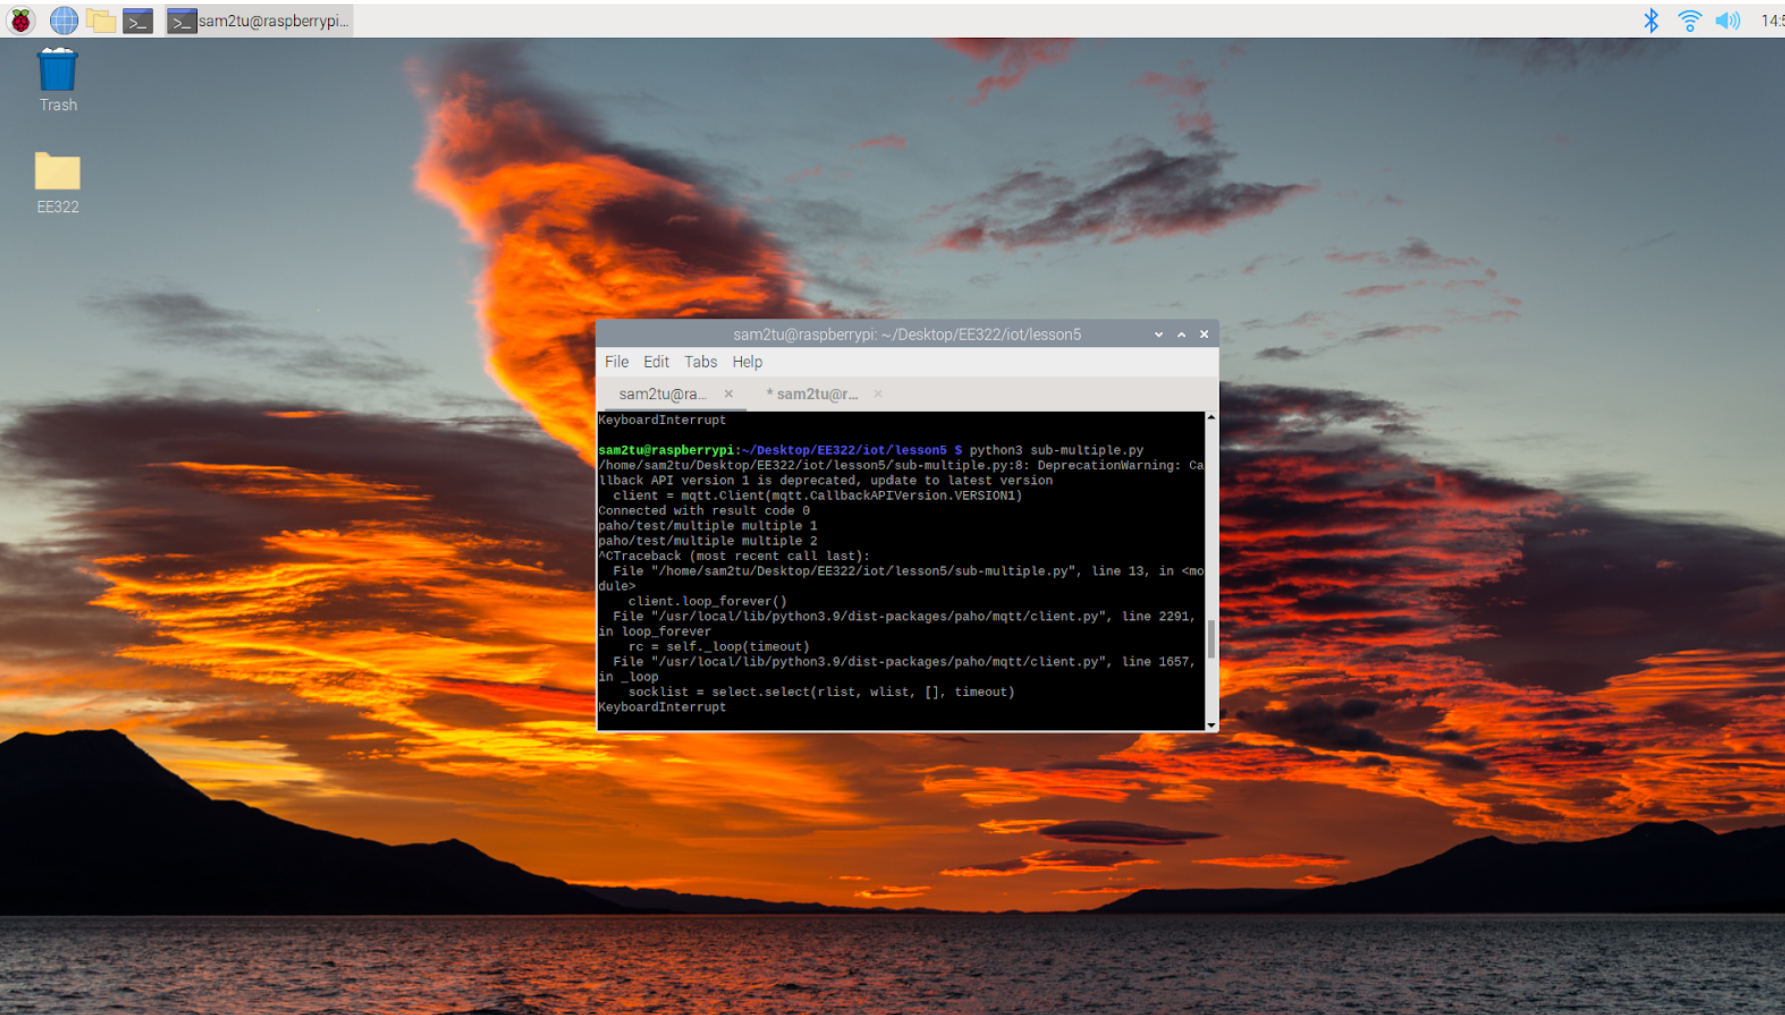 sam2tu@raspberrypi...
14:5
Trash
EE322
sam2tu@raspberrypi: ~/Desktop/EE322/iot/lesson5
File Edit Tabs Help
sam2tu@ra...
* sam2tu@r...
KeyboardInterrupt
sam2tu@raspberrypi:~/Desktop/EE322/iot/lesson5 $ python3 sub-multiple.py
/home/sam2tu/Desktop/EE322/iot/lesson5/sub-multiple.py:8: DeprecationWarning: Ca
llback API version 1 is deprecated, update to latest version
client = mqtt.Client(mqtt.CallbackAPIVersion.VERSION1)
Connected with result code 0
paho/test/multiple multiple 1
paho/test/multiple multiple 2
^CTraceback (most recent call last):
File "/home/sam2tu/Desktop/EE322/iot/lesson5/sub-multiple.py", line 13, in <mo
dule>
client.loop_forever()
File "/usr/local/lib/python3.9/dist-packages/paho/mqtt/client.py", line 2291,
in loop_forever
rc = self._loop(timeout)
File "/usr/local/lib/python3.9/dist-packages/paho/mqtt/client.py", line 1657,
in _loop
socklist = select.select(rlist, wlist, [], timeout)
KeyboardInterrupt